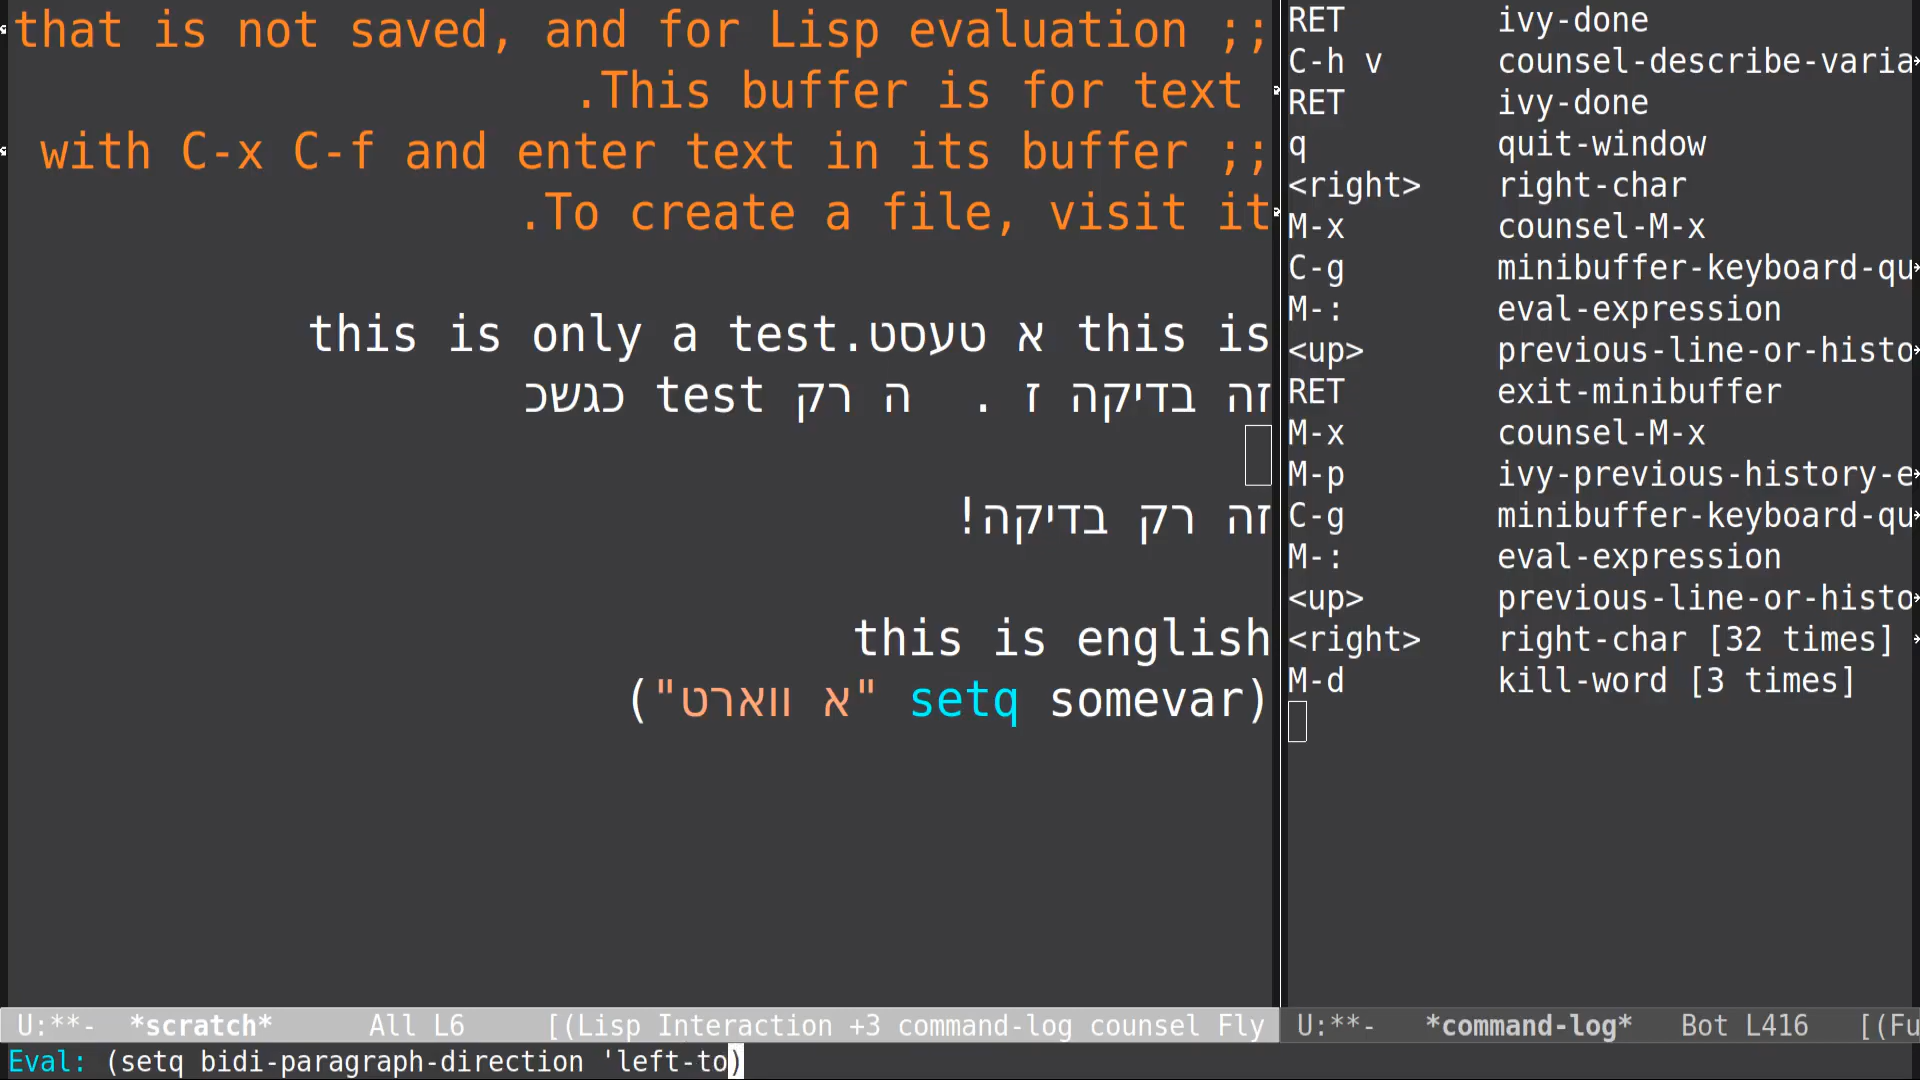 that is not saved, and for Lisp evaluation ;;
.This buffer is for text
with C-x C-f and enter text in its buffer ;;
.To create a file, visit it
this is only a test.א טעסט this is
זה בדיקה ז . ה רק test כגשכ
זה רק בדיקה!
this is english
("א ווארט" setq somevar)
U:**- *scratch* All L6 [(Lisp Interaction +3 command-log counsel Fly
Eval: (setq bidi-paragraph-direction 'left-to)
RET ivy-done
C-h v counsel-describe-varia
RET ivy-done
q quit-window
<right> right-char
M-x counsel-M-x
C-g minibuffer-keyboard-qu
M-: eval-expression
<up> previous-line-or-histo
RET exit-minibuffer
M-x counsel-M-x
M-p ivy-previous-history-e
C-g minibuffer-keyboard-qu
M-: eval-expression
<up> previous-line-or-histo
<right> right-char [32 times]
M-d kill-word [3 times]
U:**- *command-log* Bot L416 [(Fu